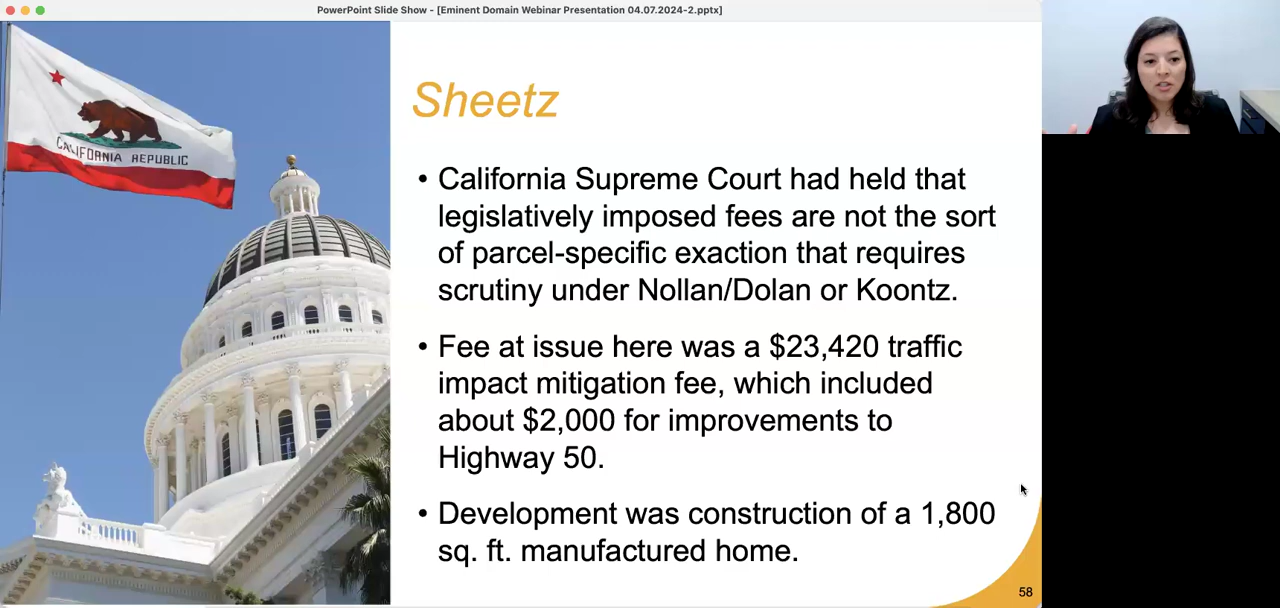 PowerPoint Slide Show - [Eminent Domain Webinar Presentation 04.07.2024-2.pptx]
CALIFORNIA REPUBLIC
Sheetz
• California Supreme Court had held that
legislatively imposed fees are not the sort
of parcel-specific exaction that requires
scrutiny under Nollan/Dolan or Koontz.
• Fee at issue here was a $23,420 traffic
impact mitigation fee, which included
about $2,000 for improvements to
Highway 50.
• Development was construction of a 1,800
sq. ft. manufactured home.
58